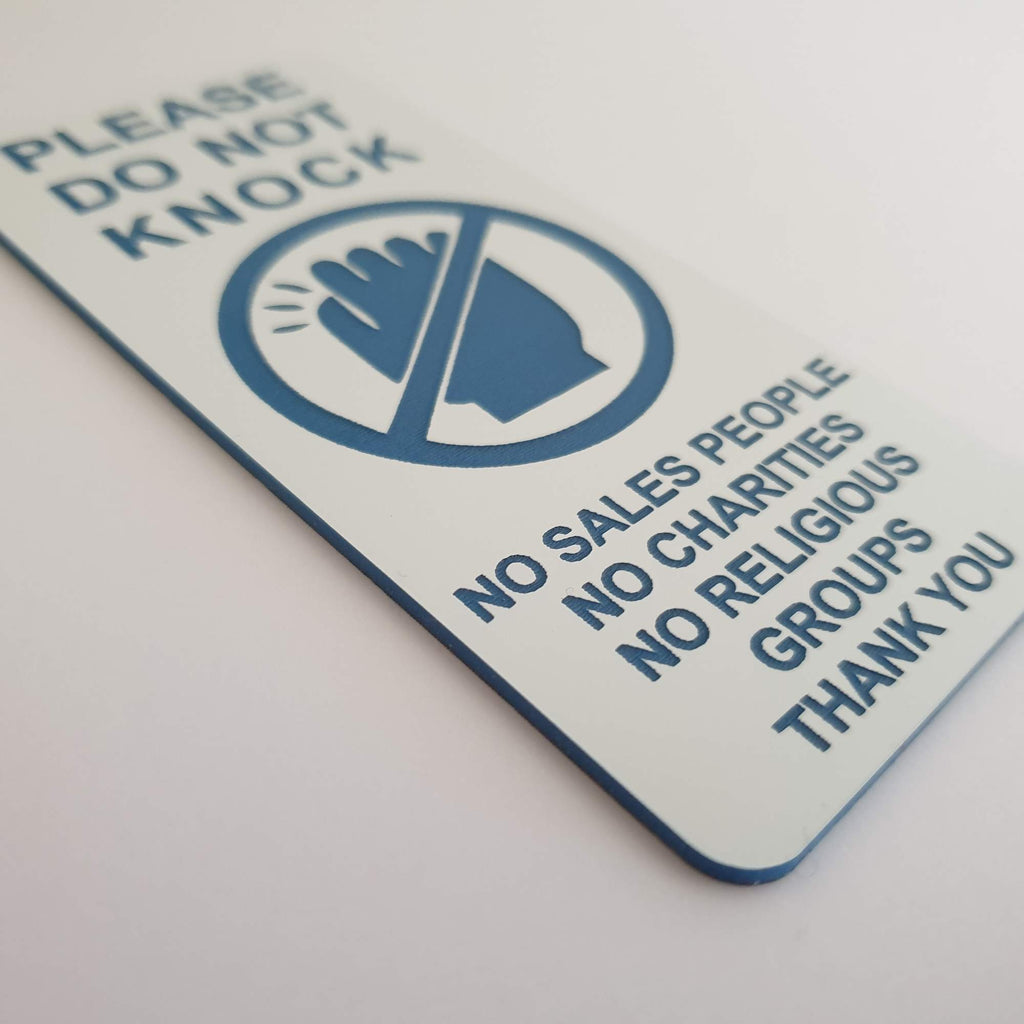 PLEASE
DO NOT
KNOCK
NO SALES PEOPLE
NO CHARITIES
NO RELIGIOUS
GROUPS
THANK YOU